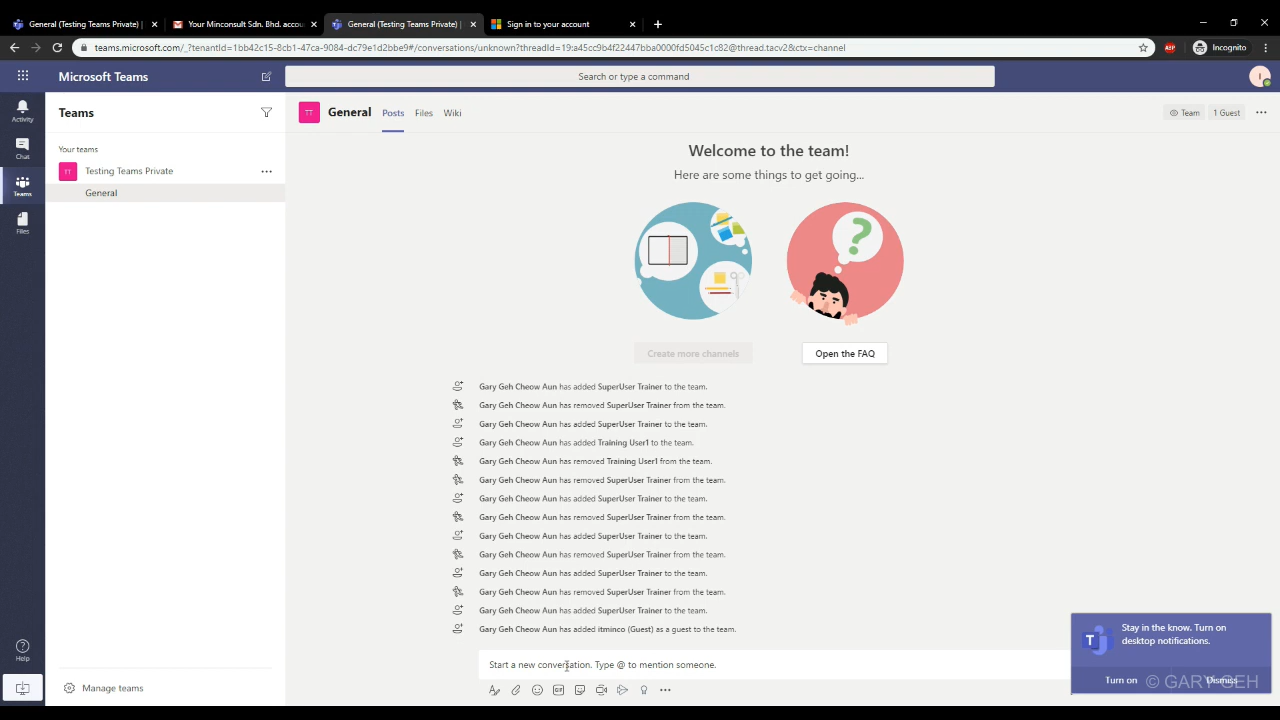 General (Testing Teams Private) |
Your Minconsult Sdn. Bhd. accou
General (Testing Teams Private) |
Sign in to your account
teams.microsoft.com/_?tenantId=1bb42c15-8cb1-47ca-9084-dc79e1d2bbe9#/conversations/unknown?threadId=19:a45cc9b4f22447bba0000fd5045c1c82@thread.tacv2&ctx=channel
ABP
Incognito
Microsoft Teams
Search or type a command
I
Activity
Chat
Teams
Files
Help
Teams
Your teams
TT Testing Teams Private
General
Manage teams
TT General Posts Files Wiki
Team 1 Guest
Welcome to the team!
Here are some things to get going...
Create more channels
Open the FAQ
Gary Geh Cheow Aun has added SuperUser Trainer to the team.
Gary Geh Cheow Aun has removed SuperUser Trainer from the team.
Gary Geh Cheow Aun has added SuperUser Trainer to the team.
Gary Geh Cheow Aun has added Training User1 to the team.
Gary Geh Cheow Aun has removed Training User1 from the team.
Gary Geh Cheow Aun has removed SuperUser Trainer from the team.
Gary Geh Cheow Aun has added SuperUser Trainer to the team.
Gary Geh Cheow Aun has removed SuperUser Trainer from the team.
Gary Geh Cheow Aun has added SuperUser Trainer to the team.
Gary Geh Cheow Aun has removed SuperUser Trainer from the team.
Gary Geh Cheow Aun has added SuperUser Trainer to the team.
Gary Geh Cheow Aun has removed SuperUser Trainer from the team.
Gary Geh Cheow Aun has added SuperUser Trainer to the team.
Gary Geh Cheow Aun has added itminco (Guest) as a guest to the team.
Start a new conversation. Type @ to mention someone.
GIF
Stay in the know. Turn on
desktop notifications.
Turn on
Dismiss
© GARY GEH